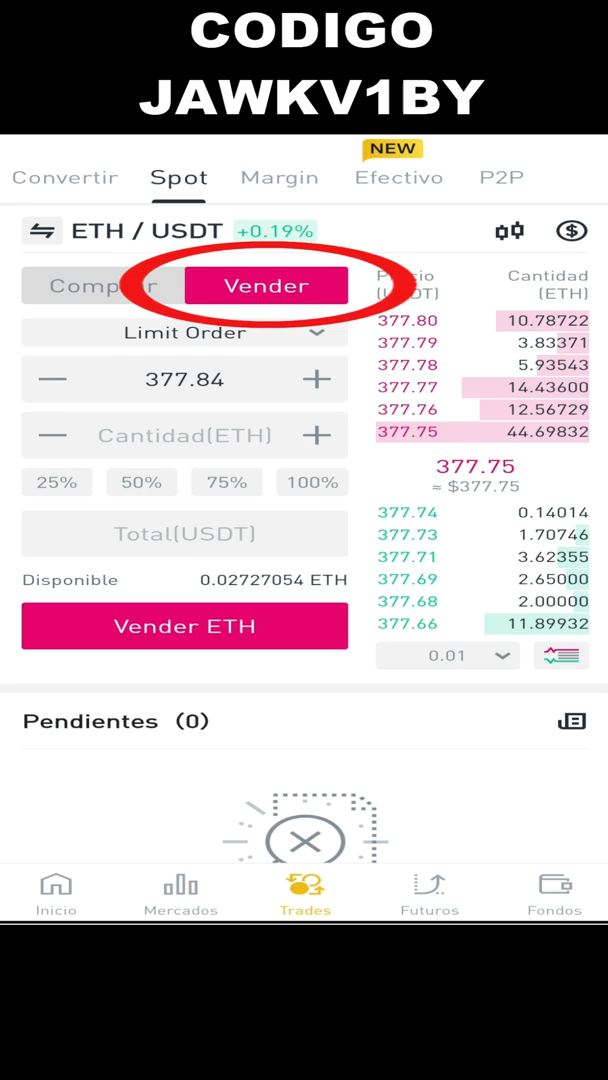 CODIGO
JAWKV1BY
NEW
Convertir Spot Margin Efectivo P2P
ETH / USDT +0.19%
Vender
Limit Order
377.84
Cantidad(ETH)
25% 50% 75% 100%
Total(USDT)
Disponible 0.02727054 ETH
Vender ETH
Cantidad
(ETH)
377.80 10.78722
377.79 3.83371
377.78 5.93543
377.77 14.43600
377.76 12.56729
377.75 44.69832
377.75
≈ $377.75
377.74 0.14014
377.73 1.70746
377.71 3.62355
377.69 2.65000
377.68 2.00000
377.66 11.89932
0.01
Pendientes (0)
Inicio Mercados Trades Futuros Fondos